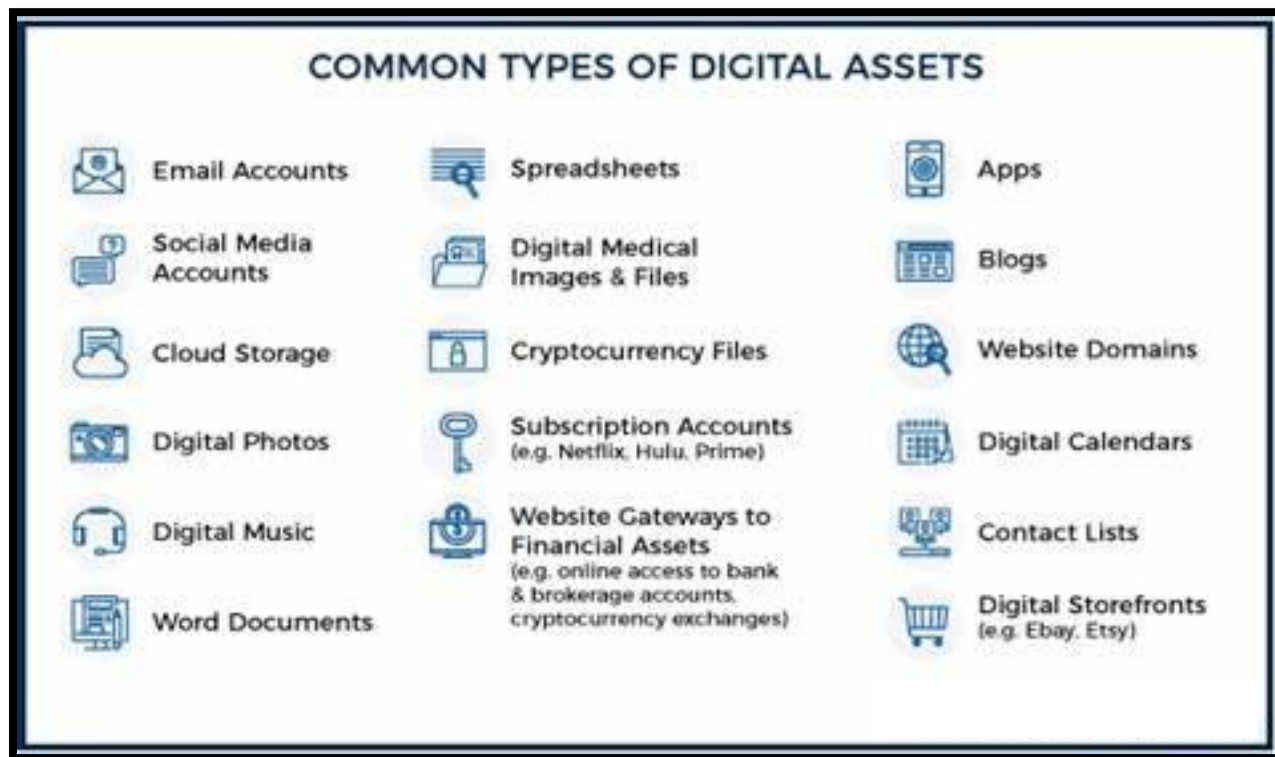 COMMON TYPES OF DIGITAL ASSETS
Email Accounts
Social Media
Accounts
Cloud Storage
Digital Photos
Digital Music
Word Documents
Spreadsheets
Digital Medical
Images & Files
Cryptocurrency Files
Subscription Accounts
(e.g. Netflix, Hulu, Prime)
Website Gateways to
Financial Assets
(e.g. online access to bank
& brokerage accounts,
cryptocurrency exchanges)
Apps
Blogs
Website Domains
Digital Calendars
Contact Lists
Digital Storefronts
(e.g. Ebay, Etsy)